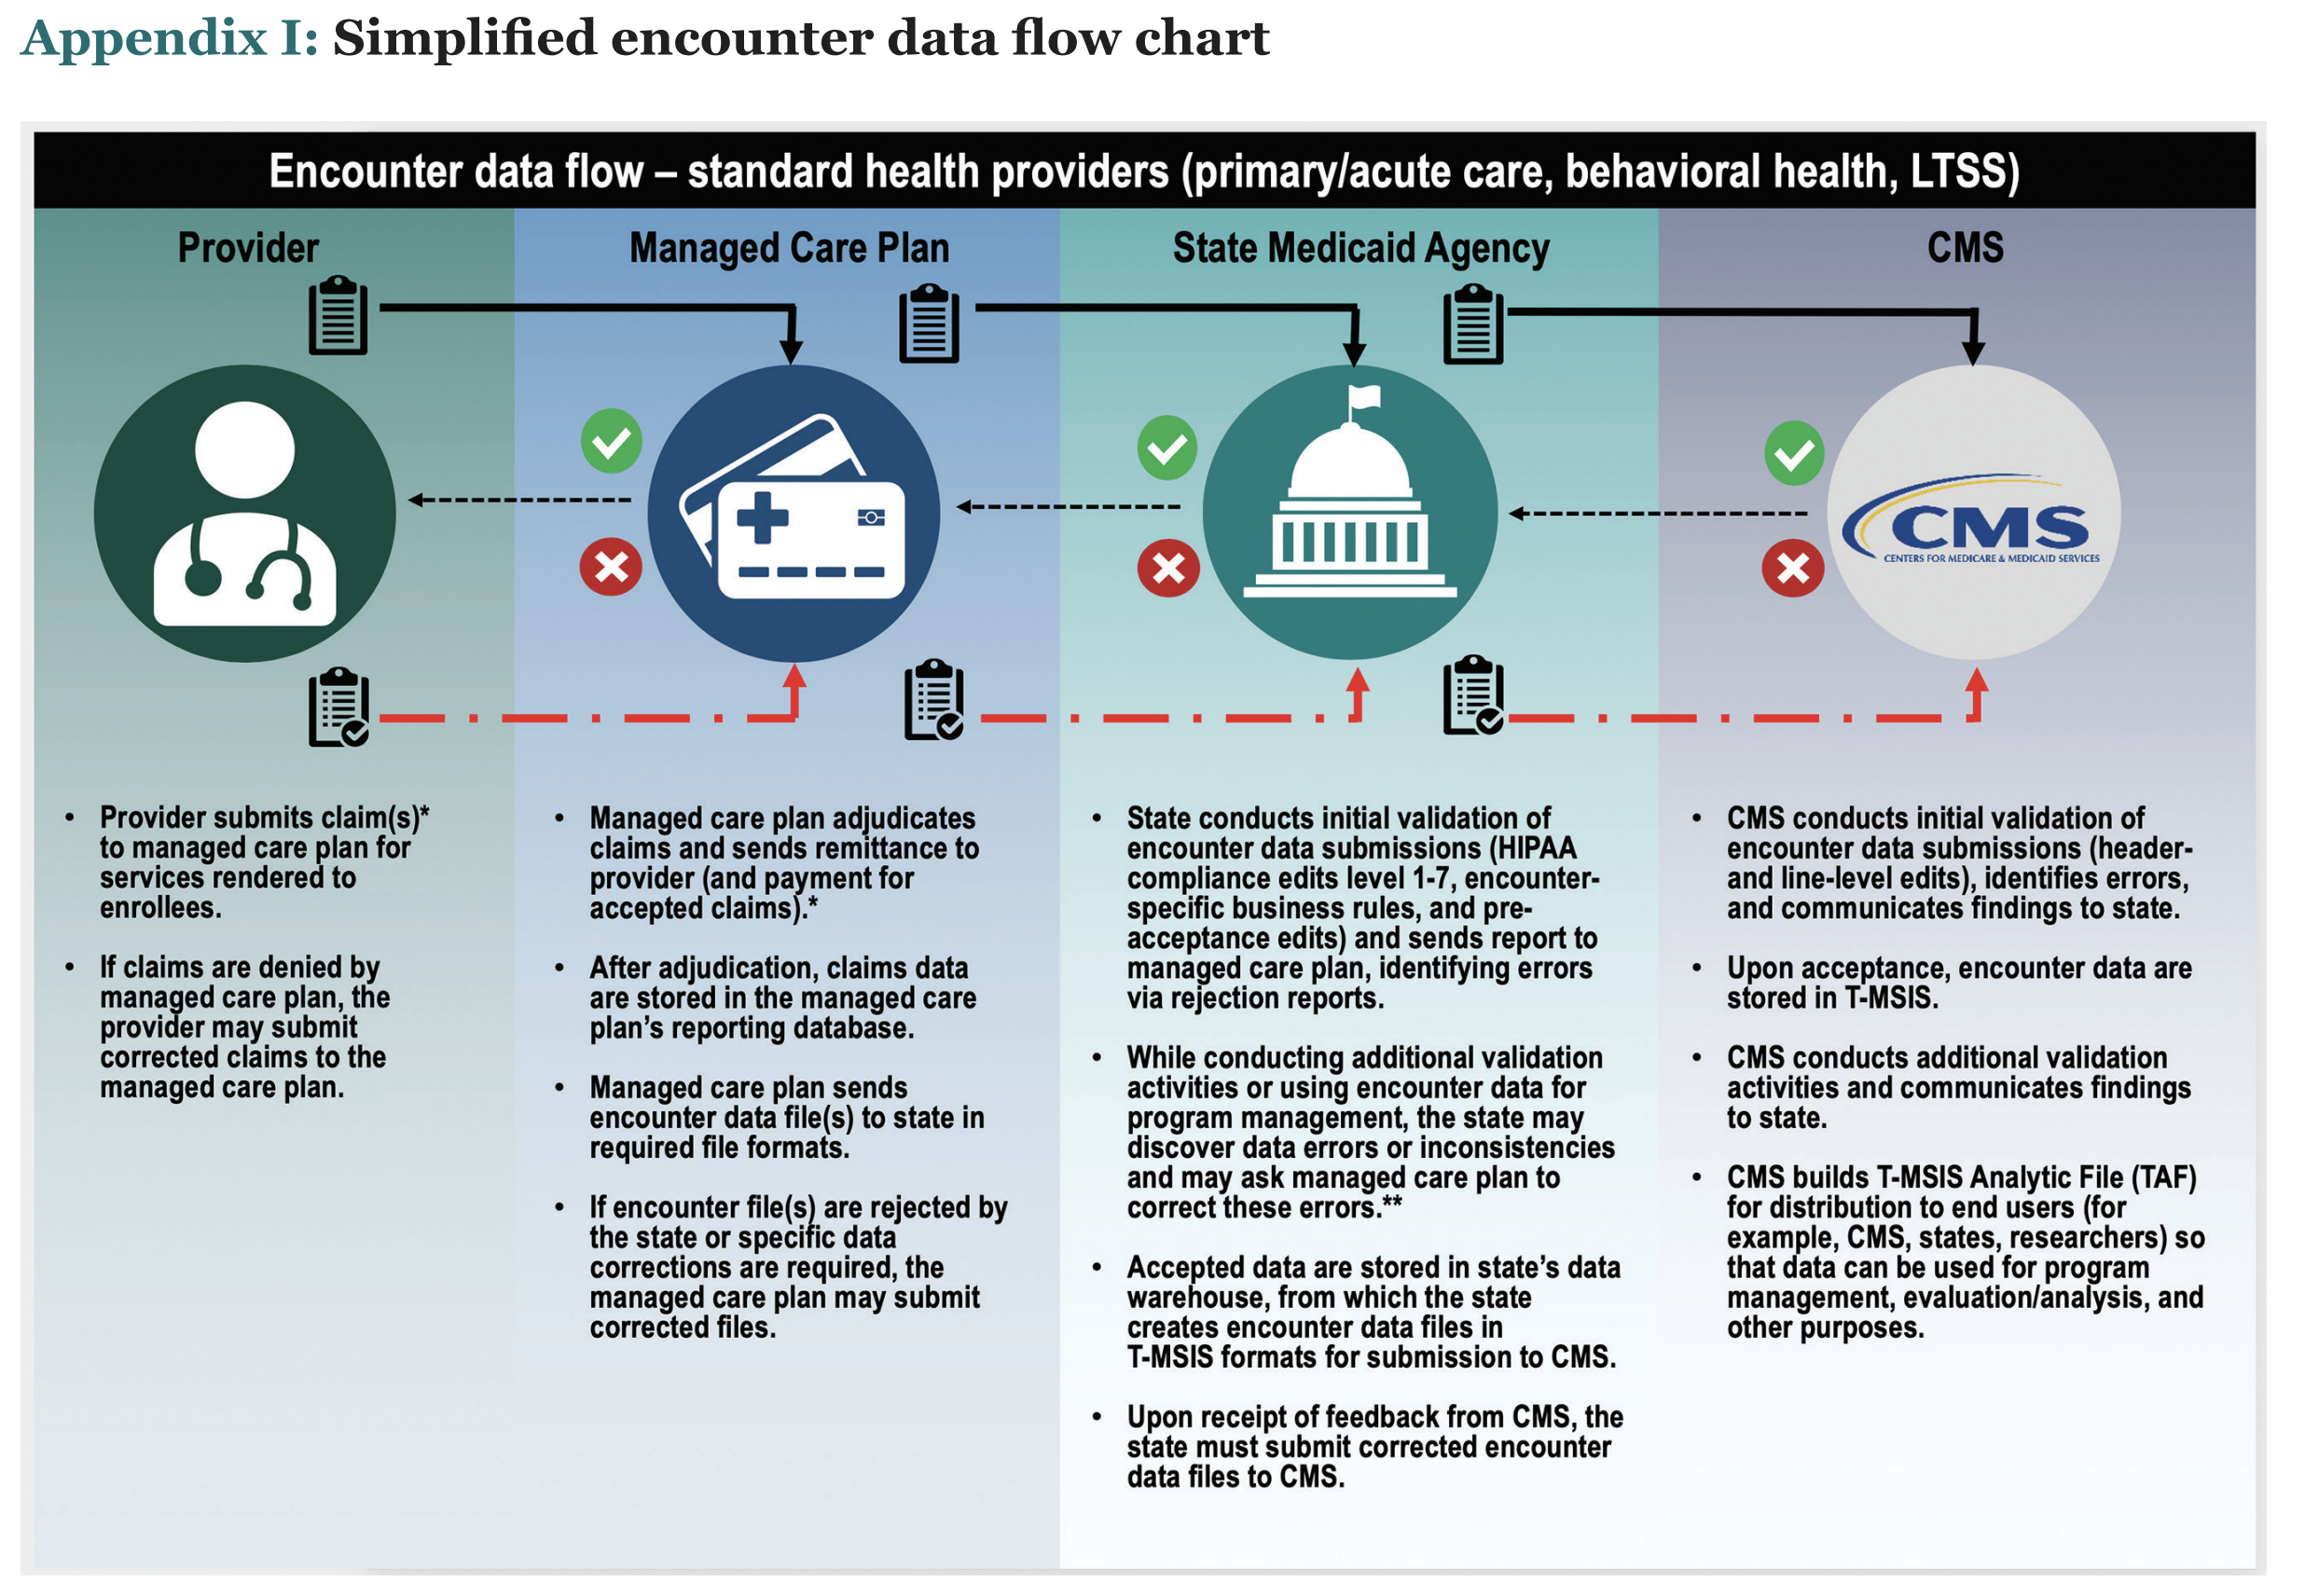 Appendix I: Simplified encounter data flow chart
Encounter data flow – standard health providers (primary/acute care, behavioral health, LTSS)
Provider
Managed Care Plan
State Medicaid Agency
CMS
CMS
CENTERS FOR MEDICARE & MEDICAID SERVICES
• Provider submits claim(s)*
to managed care plan for
services rendered to
enrollees.
• If claims are denied by
managed care plan, the
provider may submit
corrected claims to the
managed care plan.
• Managed care plan adjudicates
claims and sends remittance to
provider (and payment for
accepted claims).*
• After adjudication, claims data
are stored in the managed care
plan’s reporting database.
• Managed care plan sends
encounter data file(s) to state in
required file formats.
• If encounter file(s) are rejected by
the state or specific data
corrections are required, the
managed care plan may submit
corrected files.
• State conducts initial validation of
encounter data submissions (HIPAA
compliance edits level 1-7, encounter-
specific business rules, and pre-
acceptance edits) and sends report to
managed care plan, identifying errors
via rejection reports.
• While conducting additional validation
activities or using encounter data for
program management, the state may
discover data errors or inconsistencies
and may ask managed care plan to
correct these errors.**
• Accepted data are stored in state’s data
warehouse, from which the state
creates encounter data files in
T-MSIS formats for submission to CMS.
• Upon receipt of feedback from CMS, the
state must submit corrected encounter
data files to CMS.
• CMS conducts initial validation of
encounter data submissions (header-
and line-level edits), identifies errors,
and communicates findings to state.
• Upon acceptance, encounter data are
stored in T-MSIS.
• CMS conducts additional validation
activities and communicates findings
to state.
• CMS builds T-MSIS Analytic File (TAF)
for distribution to end users (for
example, CMS, states, researchers) so
that data can be used for program
management, evaluation/analysis, and
other purposes.